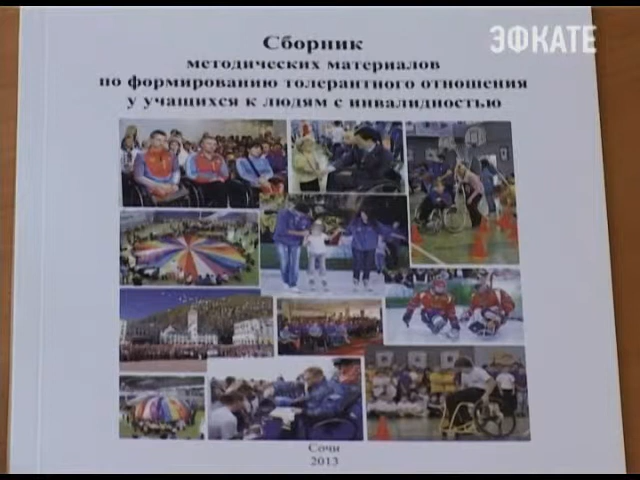 ЭФКАТЕ
Сборник
методических материалов
по формированию толерантного отношения
у учащихся к людям с инвалидностью
Сочи
2013